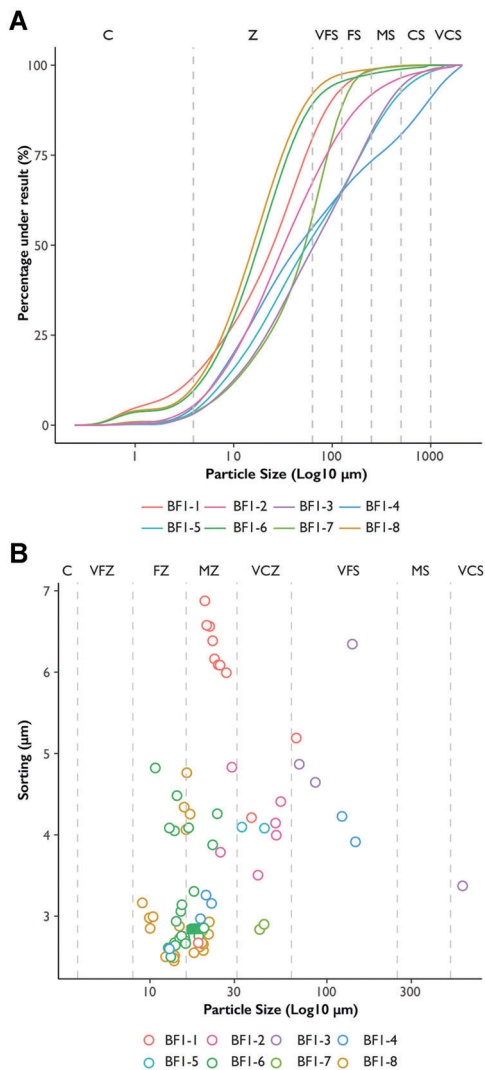 A
C Z VFS FS MS CS VCS
100
75
50
25
0
Percentage under result (%)
1 10 100 1000
Particle Size (Log10 μm)
BF1-1 BF1-2 BF1-3 BF1-4
BF1-5 BF1-6 BF1-7 BF1-8
B
C VFZ FZ MZ VCZ VFS MS VCS
7
6
5
4
3
Sorting (μm)
10 30 100 300
Particle Size (Log10 μm)
BF1-1 BF1-2 BF1-3 BF1-4
BF1-5 BF1-6 BF1-7 BF1-8